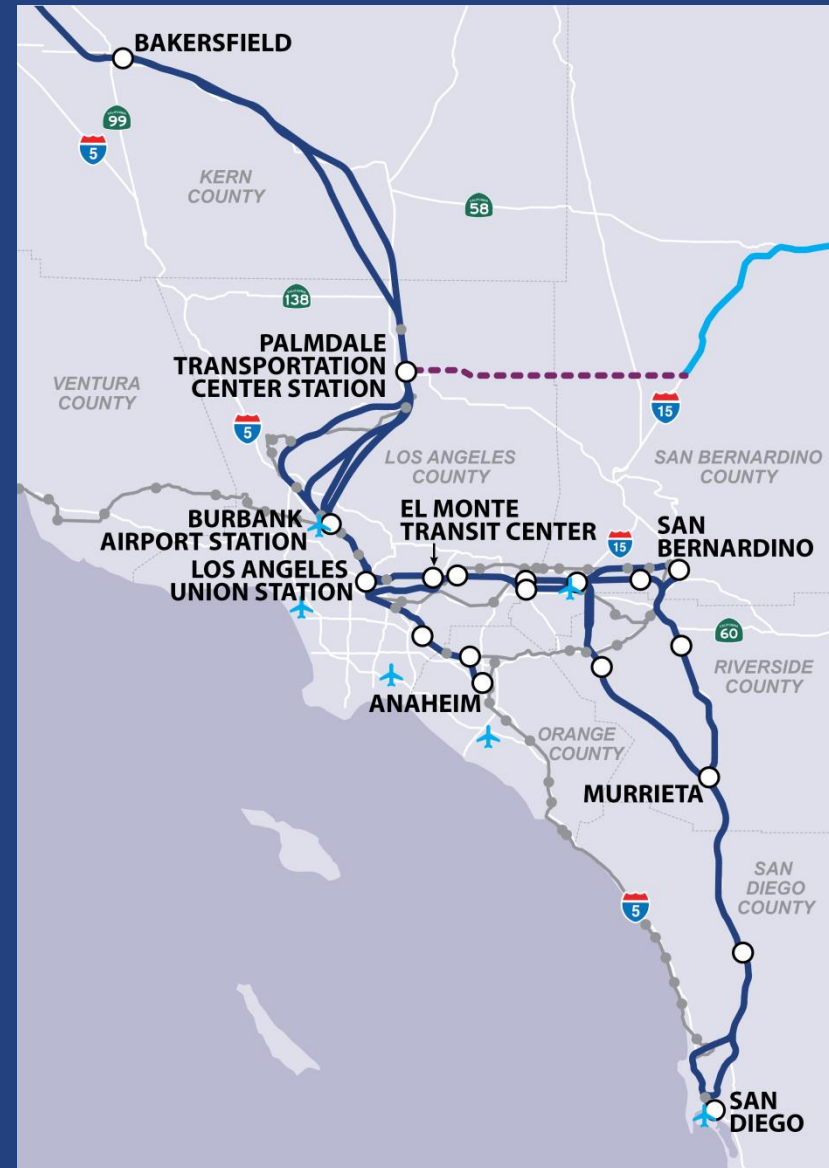 BAKERSFIELD
CALIFORNIA
99
5
KERN
COUNTY
58
CALIFORNIA
138
PALMDALE
TRANSPORTATION
CENTER STATION
VENTURA
COUNTY
5
15
LOS ANGELES
COUNTY
SAN BERNARDINO
COUNTY
BURBANK
AIRPORT STATION
EL MONTE
TRANSIT CENTER
15
SAN
BERNARDINO
LOS ANGELES
UNION STATION
60
RIVERSIDE
COUNTY
ANAHEIM
ORANGE
COUNTY
MURRIETA
SAN
DIEGO
COUNTY
5
SAN
DIEGO